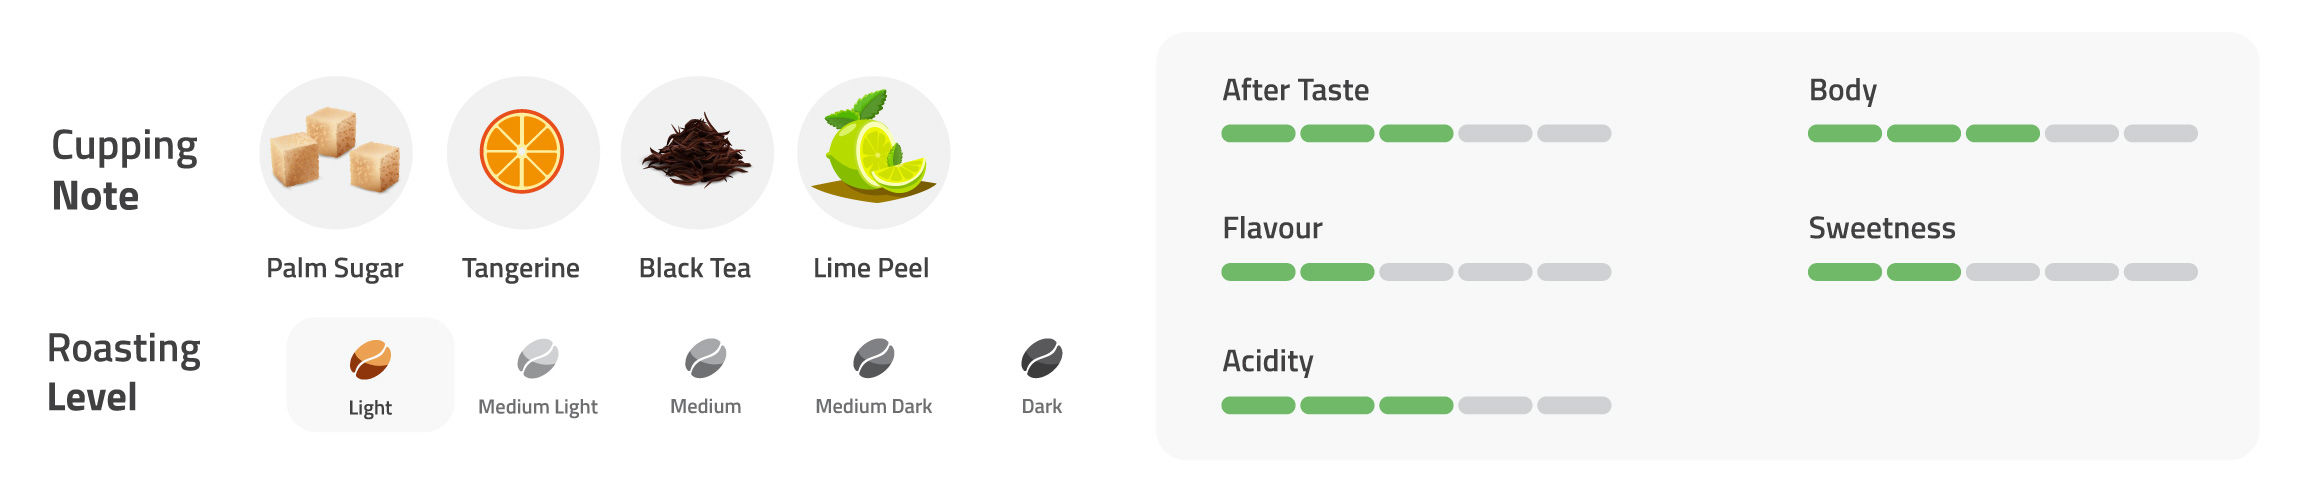 Cupping
Note
Palm Sugar
Tangerine
Black Tea
Lime Peel
Roasting
Level
Light
Medium Light
Medium
Medium Dark
Dark
After Taste
Body
Flavour
Sweetness
Acidity